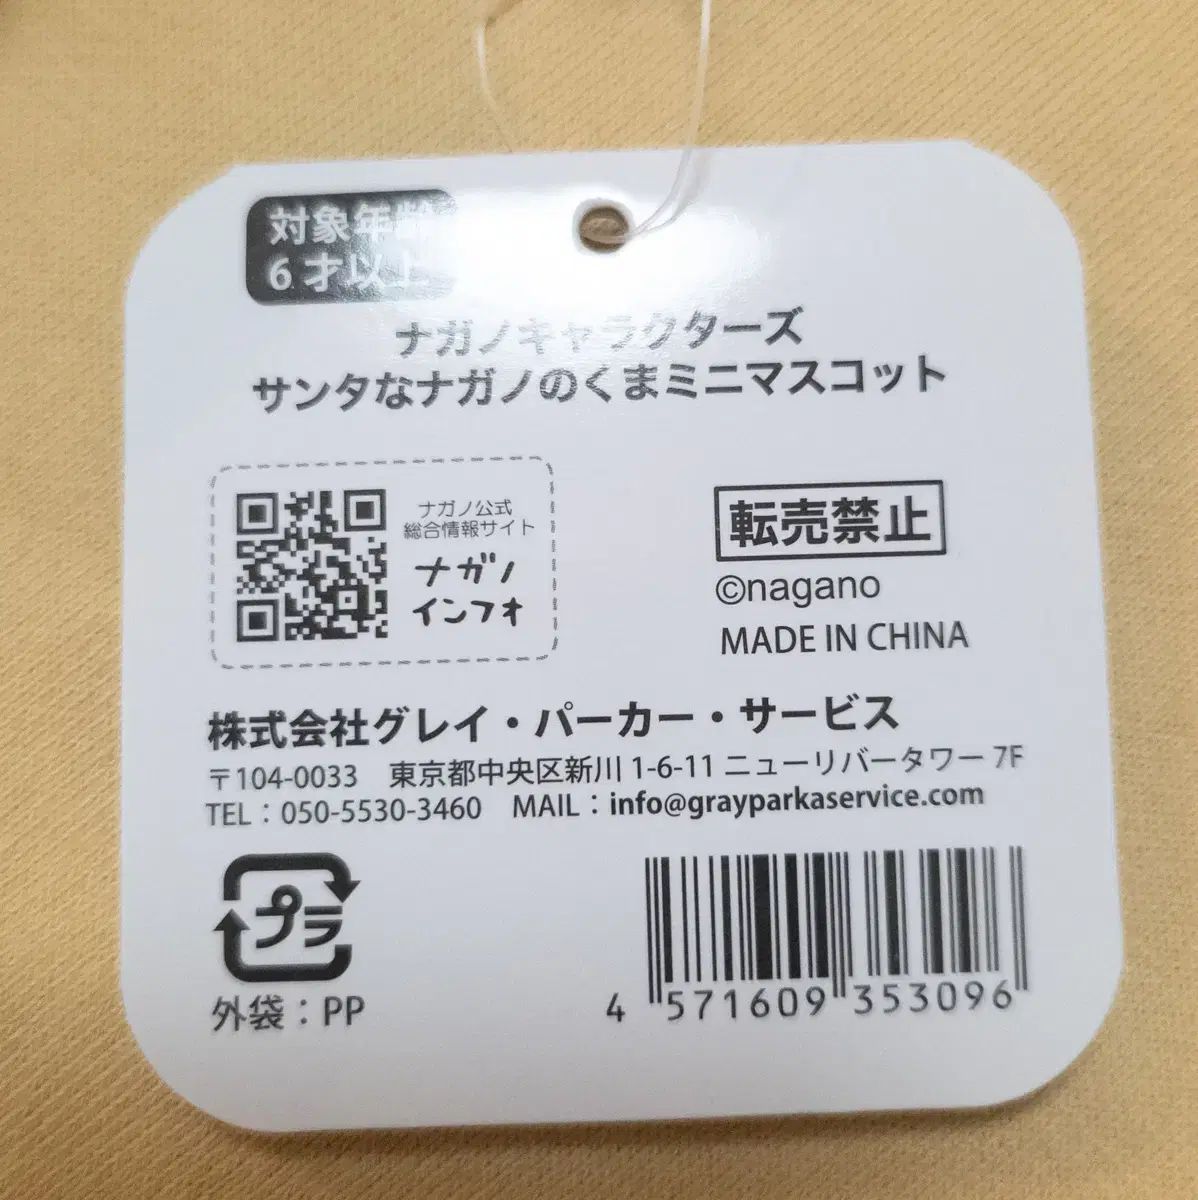 対象年齢
6才以上
ナガノキャラクターズ
サンタなナガノのくまミニマスコット
ナガノ公式
総合情報サイト
ナガノ
インフォ
転売禁止
©nagano
MADE IN CHINA
株式会社グレイ・パーカー・サービス
〒104-0033 東京都中央区新川1-6-11 ニューリバータワー 7F
TEL：050-5530-3460 MAIL：info@grayparkaservice.com
プラ
外袋：PP
4 571609 353096